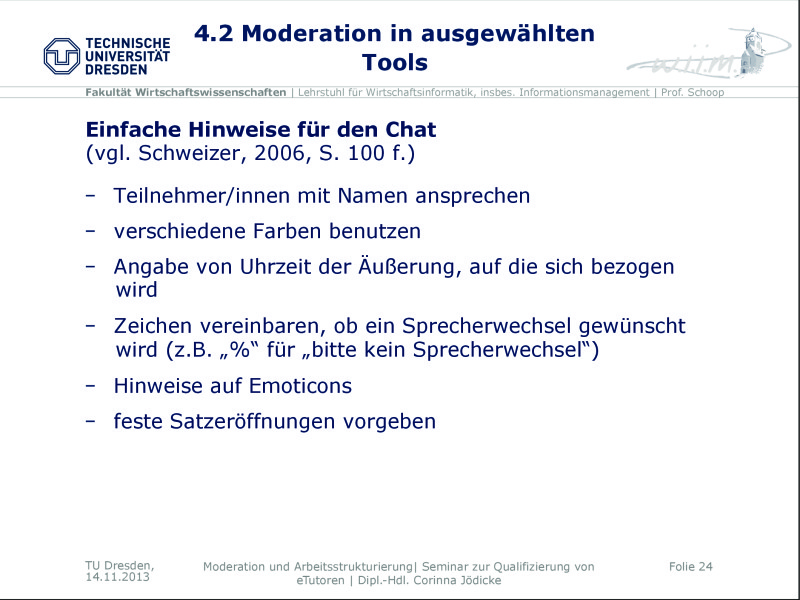 4.2 Moderation in ausgewählten
Tools
TECHNISCHE
UNIVERSITÄT
DRESDEN
w.i.i.m.
Fakultät Wirtschaftswissenschaften | Lehrstuhl für Wirtschaftsinformatik, insbes. Informationsmanagement | Prof. Schoop
Einfache Hinweise für den Chat
(vgl. Schweizer, 2006, S. 100 f.)
– Teilnehmer/innen mit Namen ansprechen
– verschiedene Farben benutzen
– Angabe von Uhrzeit der Äußerung, auf die sich bezogen
wird
– Zeichen vereinbaren, ob ein Sprecherwechsel gewünscht
wird (z.B. „%“ für „bitte kein Sprecherwechsel“)
– Hinweise auf Emoticons
– feste Satzeröffnungen vorgeben
TU Dresden,
14.11.2013
Moderation und Arbeitsstrukturierung| Seminar zur Qualifizierung von
eTutoren | Dipl.-Hdl. Corinna Jödicke
Folie 24